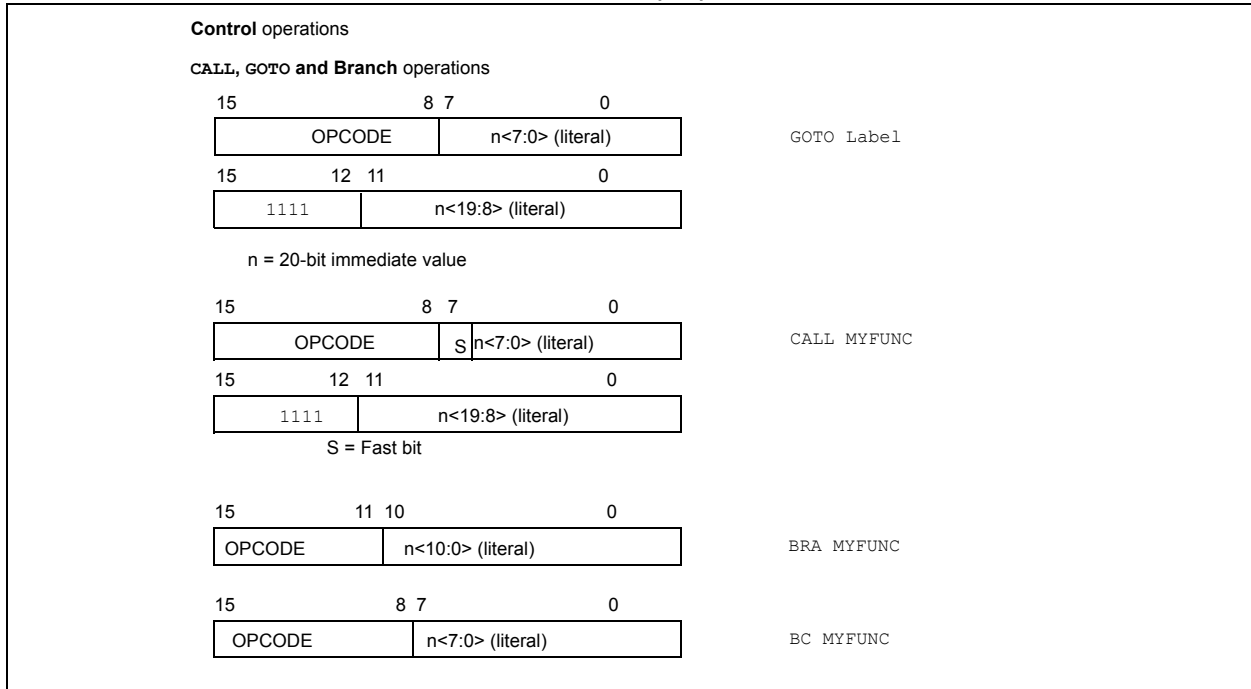 Control operations
CALL, GOTO and Branch operations
15 8 7 0
OPCODE n<7:0> (literal) GOTO Label
15 12 11 0
1111 n<19:8> (literal)
n = 20-bit immediate value
15 8 7 0
OPCODE S n<7:0> (literal) CALL MYFUNC
15 12 11 0
1111 n<19:8> (literal)
S = Fast bit
15 11 10 0
OPCODE n<10:0> (literal) BRA MYFUNC
15 8 7 0
OPCODE n<7:0> (literal) BC MYFUNC